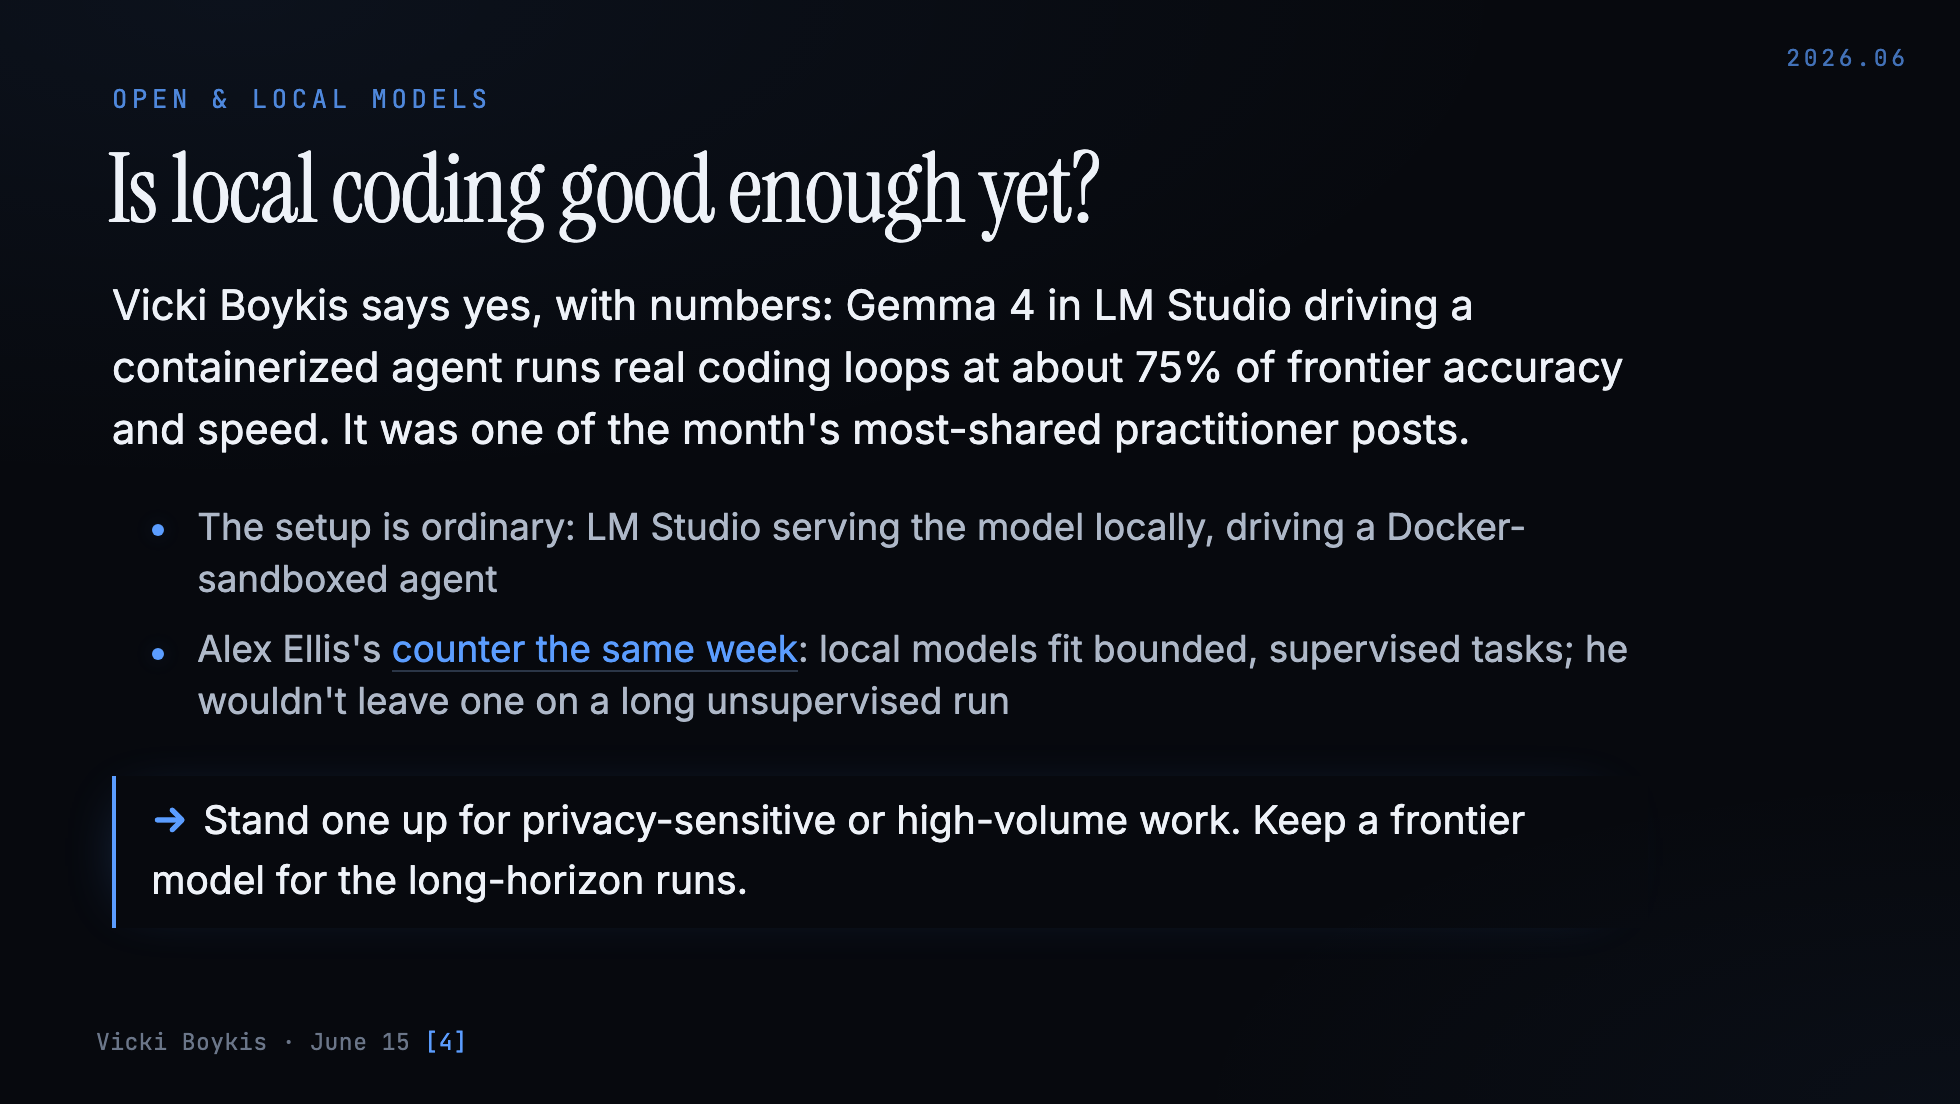 2026.06
OPEN & LOCAL MODELS
Is local coding good enough yet?
Vicki Boykis says yes, with numbers: Gemma 4 in LM Studio driving a
containerized agent runs real coding loops at about 75% of frontier accuracy
and speed. It was one of the month's most-shared practitioner posts.
• The setup is ordinary: LM Studio serving the model locally, driving a Docker-
sandboxed agent
• Alex Ellis's counter the same week: local models fit bounded, supervised tasks; he
wouldn't leave one on a long unsupervised run
→ Stand one up for privacy-sensitive or high-volume work. Keep a frontier
model for the long-horizon runs.
Vicki Boykis · June 15 [4]